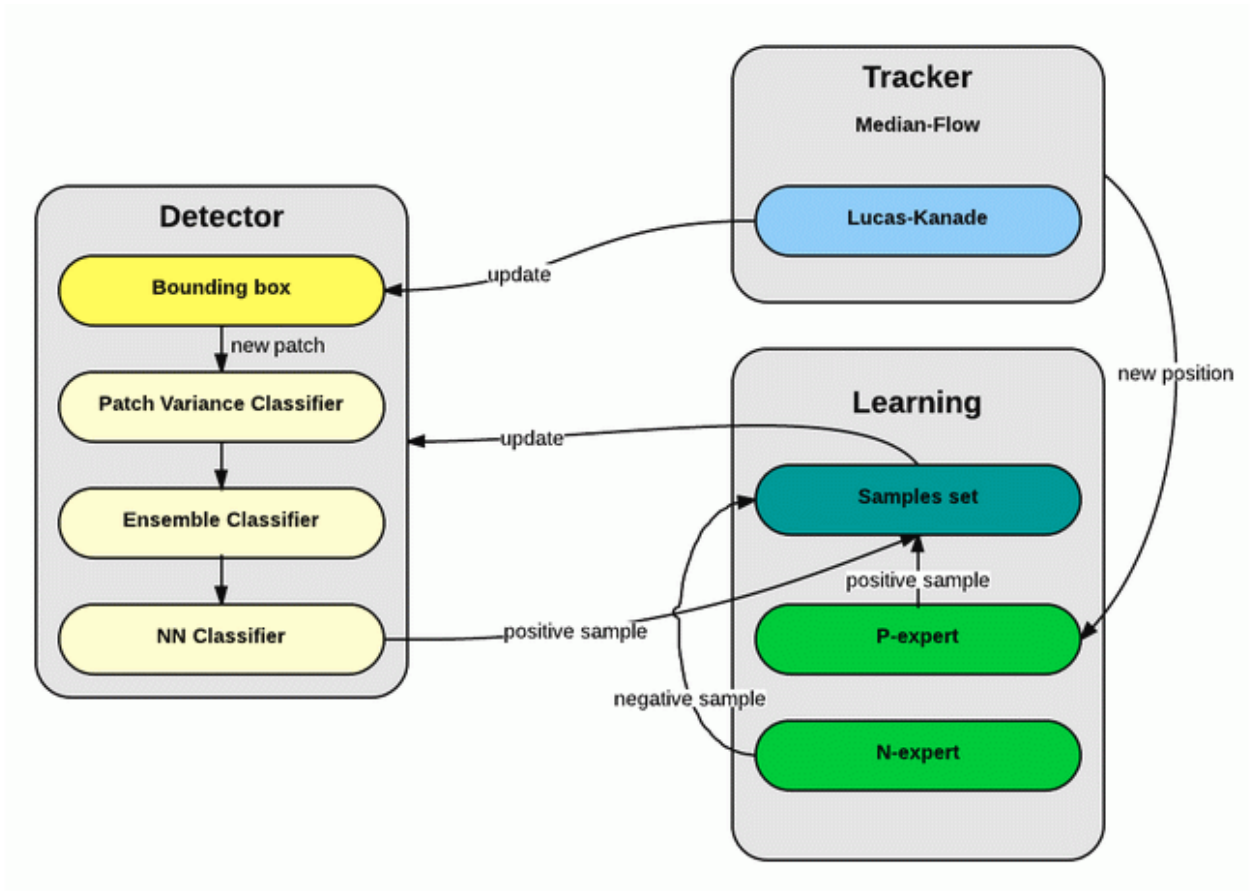 Tracker
Median-Flow
Lucas-Kanade
Detector
Bounding box
update
new patch
Patch Variance Classifier
Ensemble Classifier
NN Classifier
new position
Learning
update
Samples set
positive sample
P-expert
positive sample
negative sample
N-expert